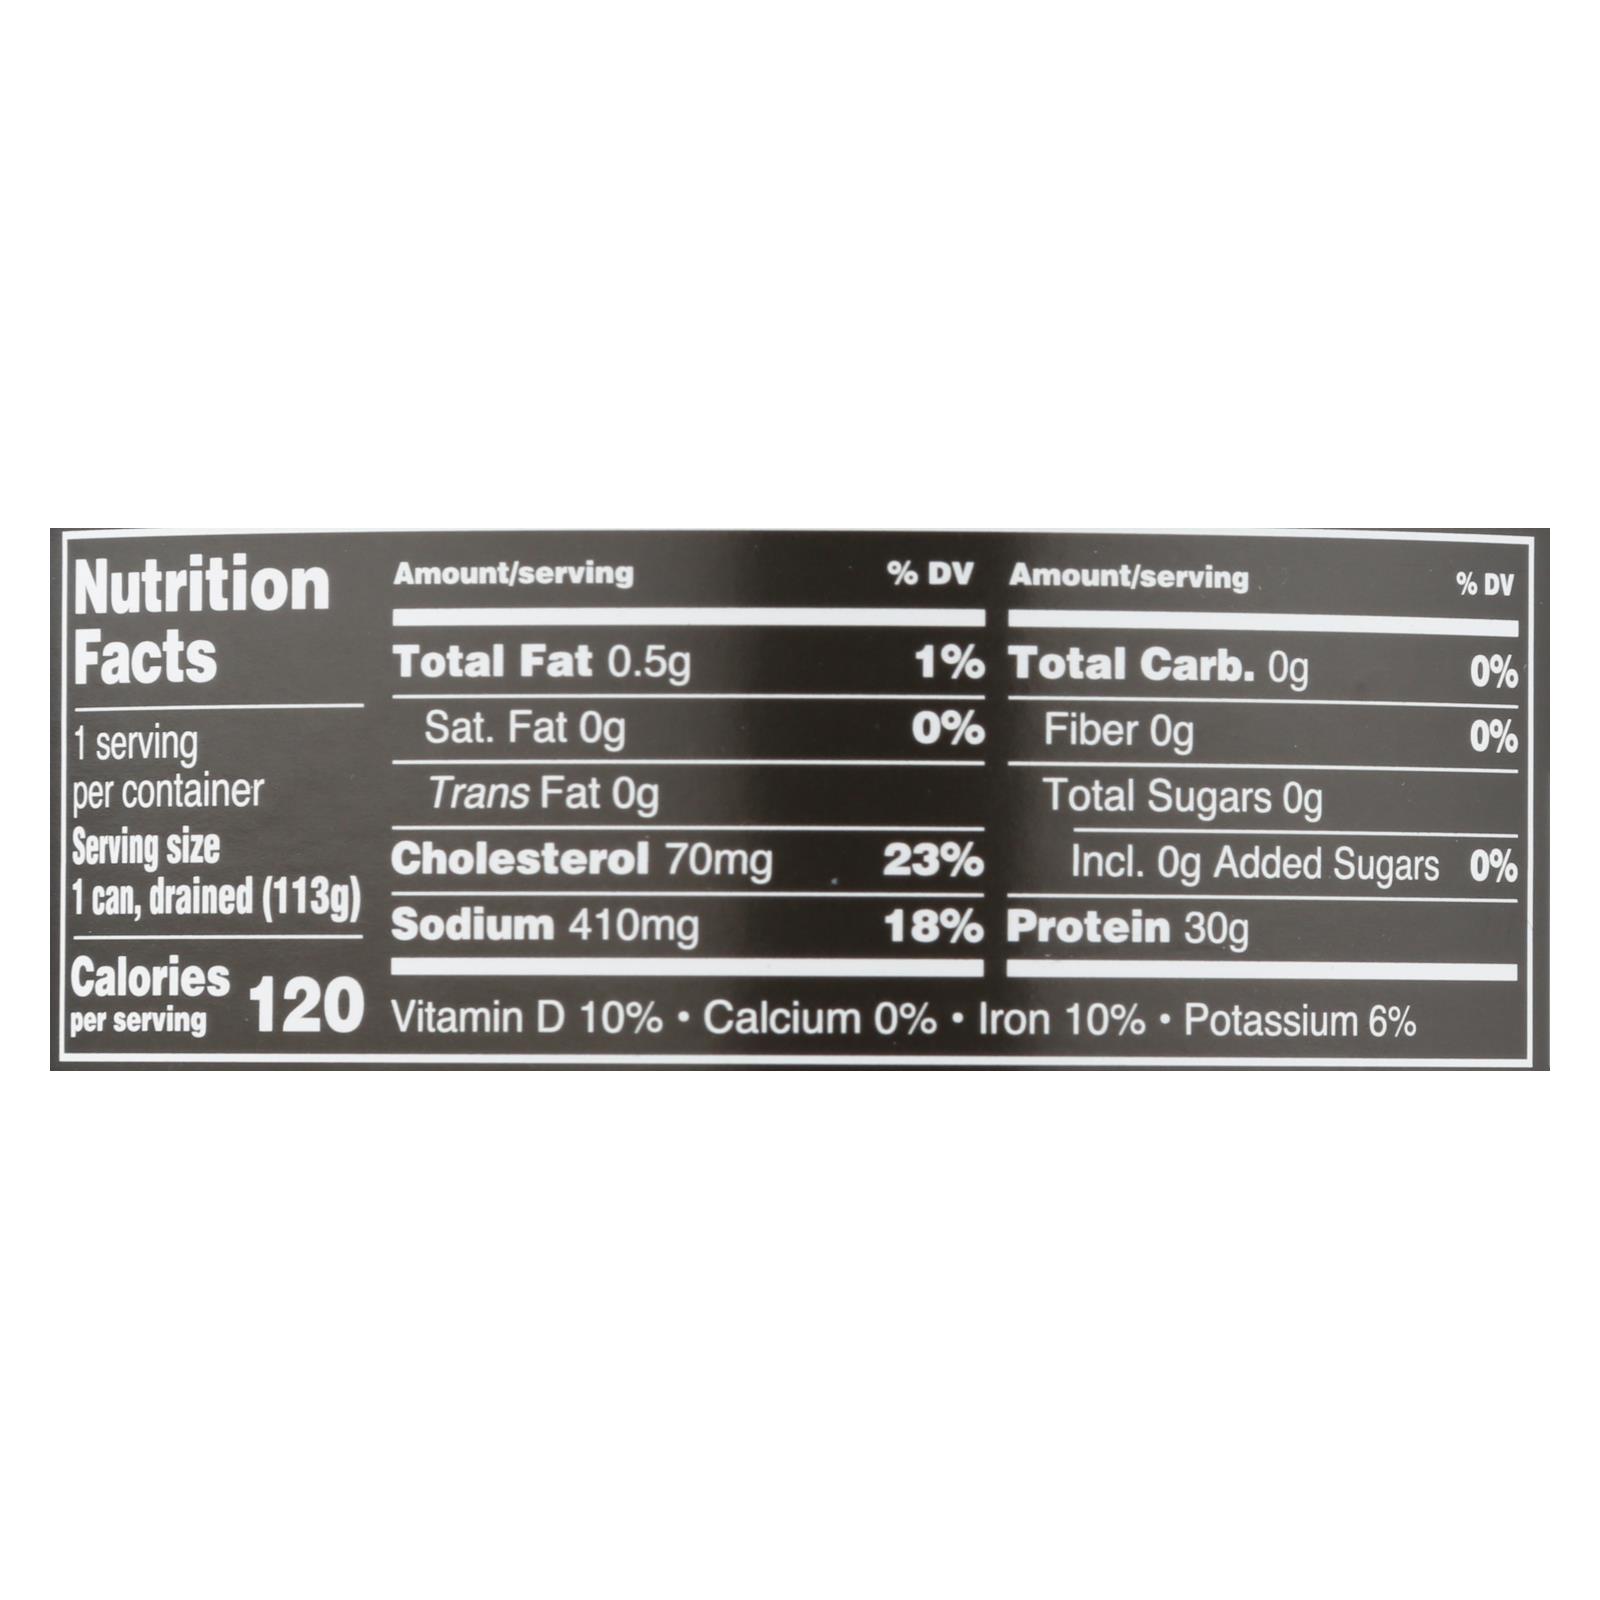 Nutrition
Facts
1 serving
per container
Serving size
1 can, drained (113g)
Calories
per serving 120
Amount/serving % DV
Total Fat 0.5g 1%
Sat. Fat 0g 0%
Trans Fat 0g
Cholesterol 70mg 23%
Sodium 410mg 18%
Amount/serving % DV
Total Carb. 0g 0%
Fiber 0g 0%
Total Sugars 0g
Incl. 0g Added Sugars 0%
Protein 30g
Vitamin D 10% • Calcium 0% • Iron 10% • Potassium 6%